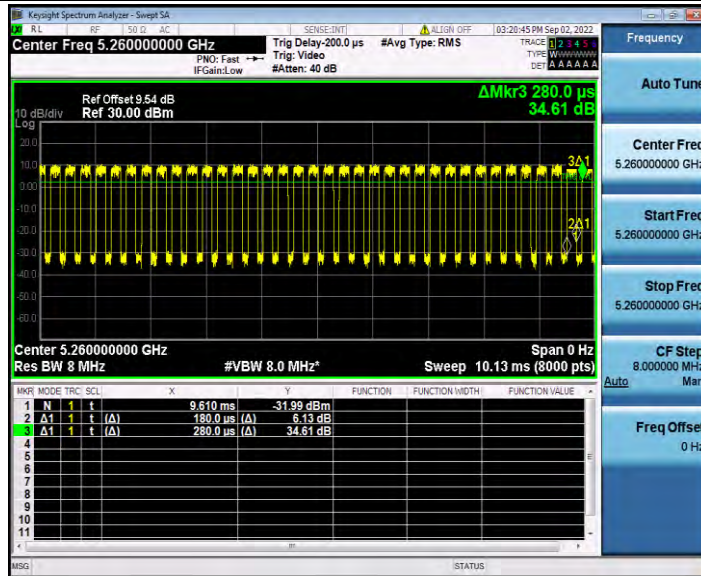 Keysight Spectrum Analyzer - Swept SA
RL RF 50 Ω AC SENSE:INT ALIGN OFF 03:20:45 PM Sep 02, 2022
Center Freq 5.260000000 GHz
PNO: Fast
IFGain:Low
Trig Delay-200.0 µs
Trig: Video
#Atten: 40 dB
#Avg Type: RMS
TRACE 1 2 3 4 5 6
TYPE W
DET A A A A A A
ΔMkr3 280.0 µs
34.61 dB
Ref Offset 9.54 dB
10 dB/div Ref 30.00 dBm
Log
20.0
10.0
0.00
-10.0
-20.0
-30.0
-40.0
-50.0
-60.0
3Δ1
2Δ1
Center 5.260000000 GHz Span 0 Hz
Res BW 8 MHz #VBW 8.0 MHz* Sweep 10.13 ms (8000 pts)
MKR MODE TRC SCL X Y FUNCTION FUNCTION WIDTH FUNCTION VALUE
1 N 1 t 9.610 ms -31.99 dBm
2 Δ1 1 t (Δ) 180.0 µs (Δ) 6.13 dB
3 Δ1 1 t (Δ) 280.0 µs (Δ) 34.61 dB
4
5
6
7
8
9
10
11
MSG STATUS
Frequency
Auto Tune
Center Freq
5.260000000 GHz
Start Freq
5.260000000 GHz
Stop Freq
5.260000000 GHz
CF Step
8.000000 MHz
Auto Man
Freq Offset
0 Hz